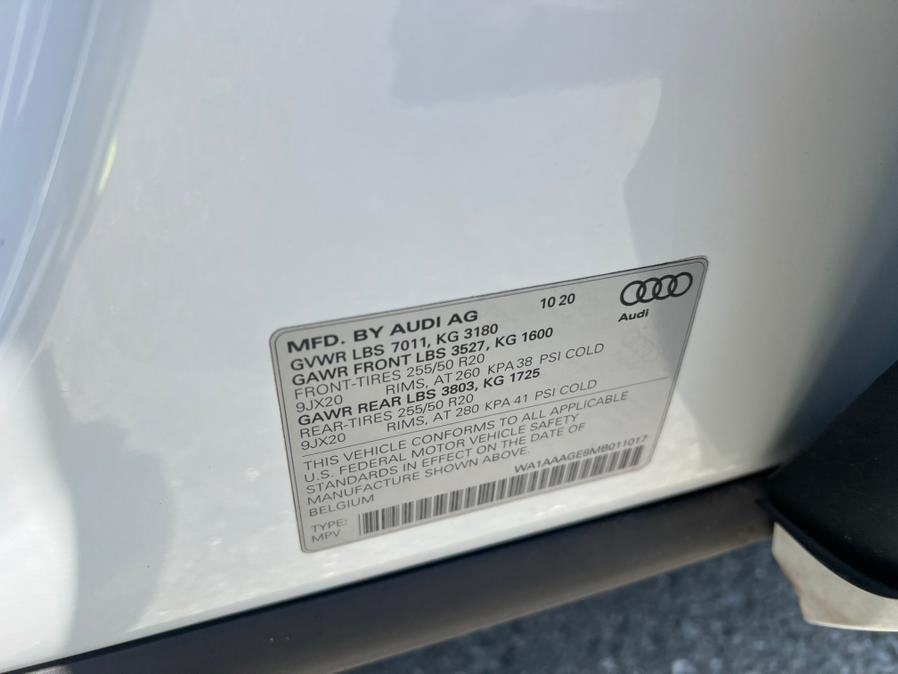 MFD. BY AUDI AG 10 20
Audi
GVWR LBS 7011, KG 3180
GAWR FRONT LBS 3527, KG 1600
FRONT-TIRES 255/50 R20
9JX20 RIMS, AT 260 KPA 38 PSI COLD
GAWR REAR LBS 3803, KG 1725
REAR-TIRES 255/50 R20
9JX20 RIMS, AT 280 KPA 41 PSI COLD
THIS VEHICLE CONFORMS TO ALL APPLICABLE
U.S. FEDERAL MOTOR VEHICLE SAFETY
STANDARDS IN EFFECT ON THE DATE OF
MANUFACTURE SHOWN ABOVE.
BELGIUM WA1AAAGE8MB011017
TYPE:
MPV